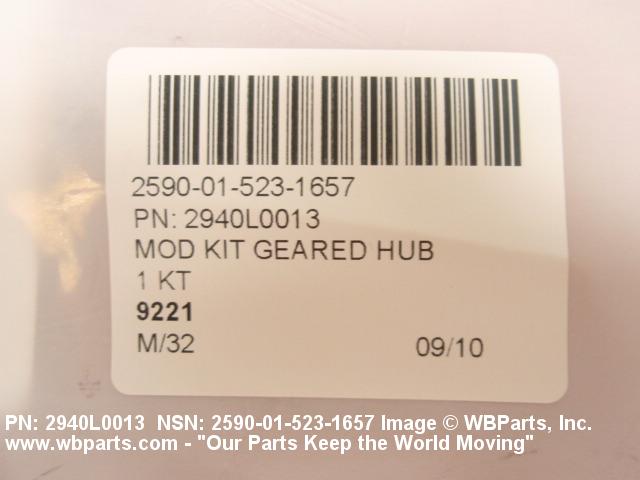 2590-01-523-1657
PN: 2940L0013
MOD KIT GEARED HUB
1 KT
9221
M/32 09/10
PN: 2940L0013 NSN: 2590-01-523-1657 Image © WBParts, Inc.
www.wbparts.com - "Our Parts Keep the World Moving"